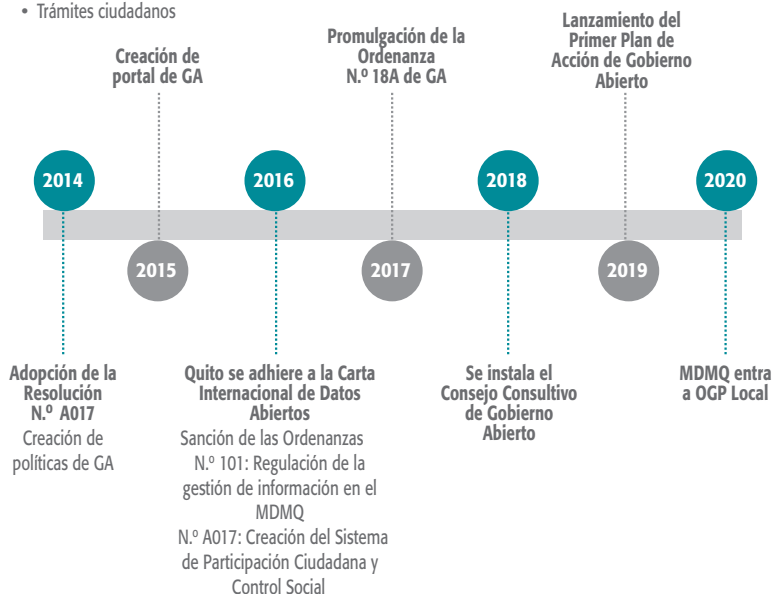 • Trámites ciudadanos
Creación de
portal de GA
Promulgación de la
Ordenanza
N.º 18A de GA
Lanzamiento del
Primer Plan de
Acción de Gobierno
Abierto
2014
2016
2018
2020
2015
2017
2019
Adopción de la
Resolución
N.º A017
Creación de
políticas de GA
Quito se adhiere a la Carta
Internacional de Datos
Abiertos
Sanción de las Ordenanzas
N.º 101: Regulación de la
gestión de información en el
MDMQ
N.º A017: Creación del Sistema
de Participación Ciudadana y
Control Social
Se instala el
Consejo Consultivo
de Gobierno
Abierto
MDMQ entra
a OGP Local